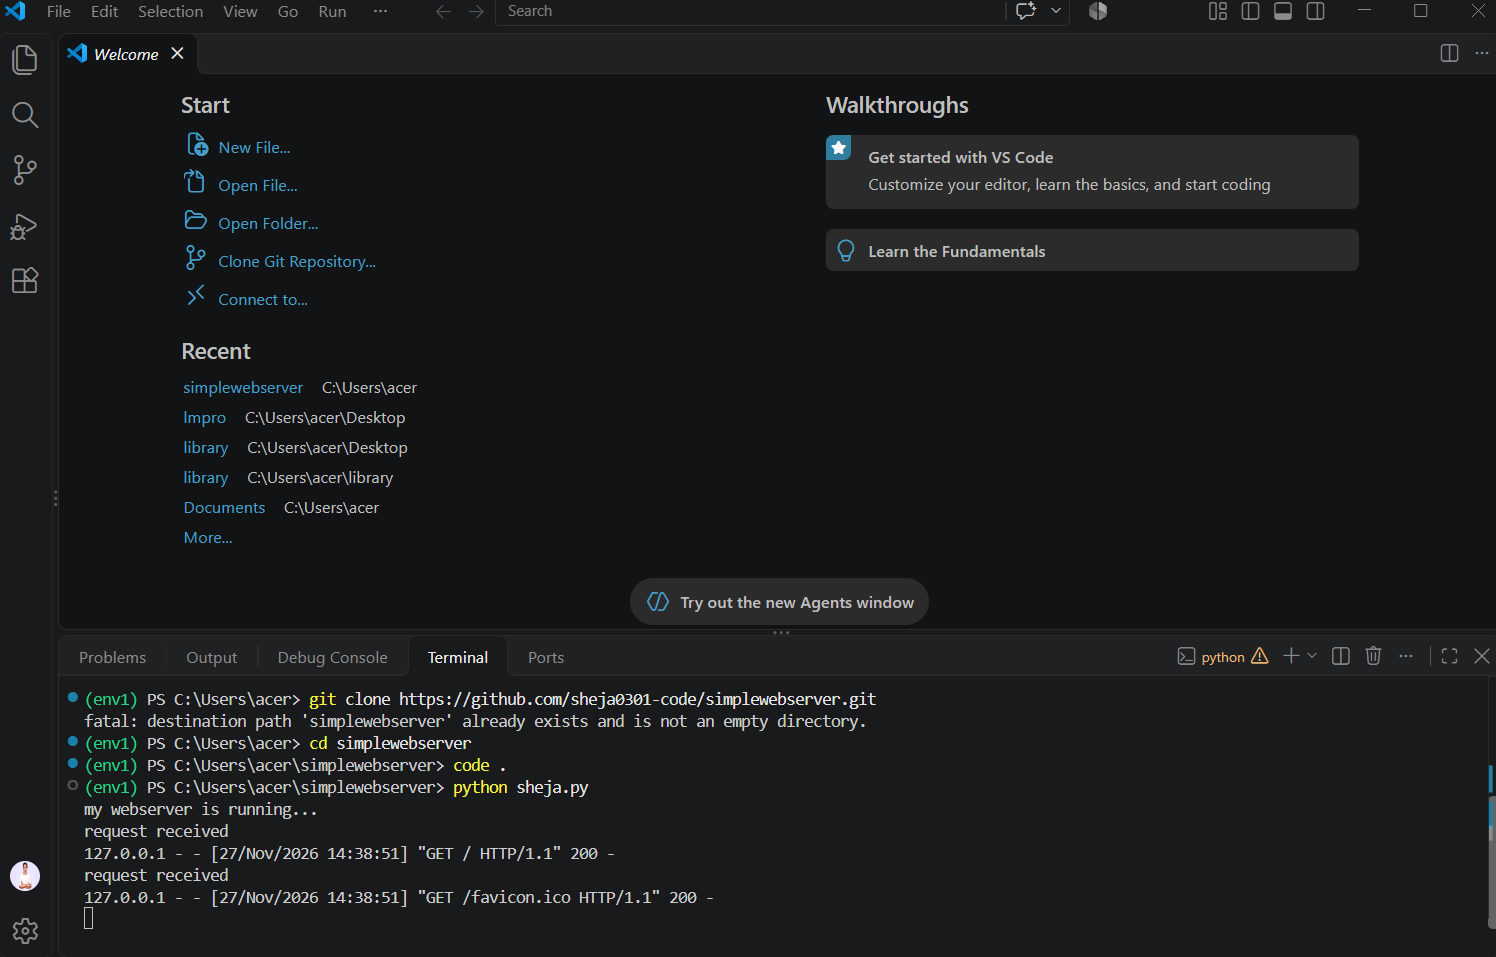 File Edit Selection View Go Run ···
Search
Welcome
Start
New File...
Open File...
Open Folder...
Clone Git Repository...
Connect to...
Recent
simplewebserver C:\Users\acer
Impro C:\Users\acer\Desktop
library C:\Users\acer\Desktop
library C:\Users\acer\library
Documents C:\Users\acer
More...
Walkthroughs
Get started with VS Code
Customize your editor, learn the basics, and start coding
Learn the Fundamentals
Try out the new Agents window
Problems Output Debug Console Terminal Ports
python
(env1) PS C:\Users\acer> git clone https://github.com/sheja0301-code/simplewebserver.git
fatal: destination path 'simplewebserver' already exists and is not an empty directory.
(env1) PS C:\Users\acer> cd simplewebserver
(env1) PS C:\Users\acer\simplewebserver> code .
(env1) PS C:\Users\acer\simplewebserver> python sheja.py
my webserver is running...
request received
127.0.0.1 - - [27/Nov/2026 14:38:51] "GET / HTTP/1.1" 200 -
request received
127.0.0.1 - - [27/Nov/2026 14:38:51] "GET /favicon.ico HTTP/1.1" 200 -